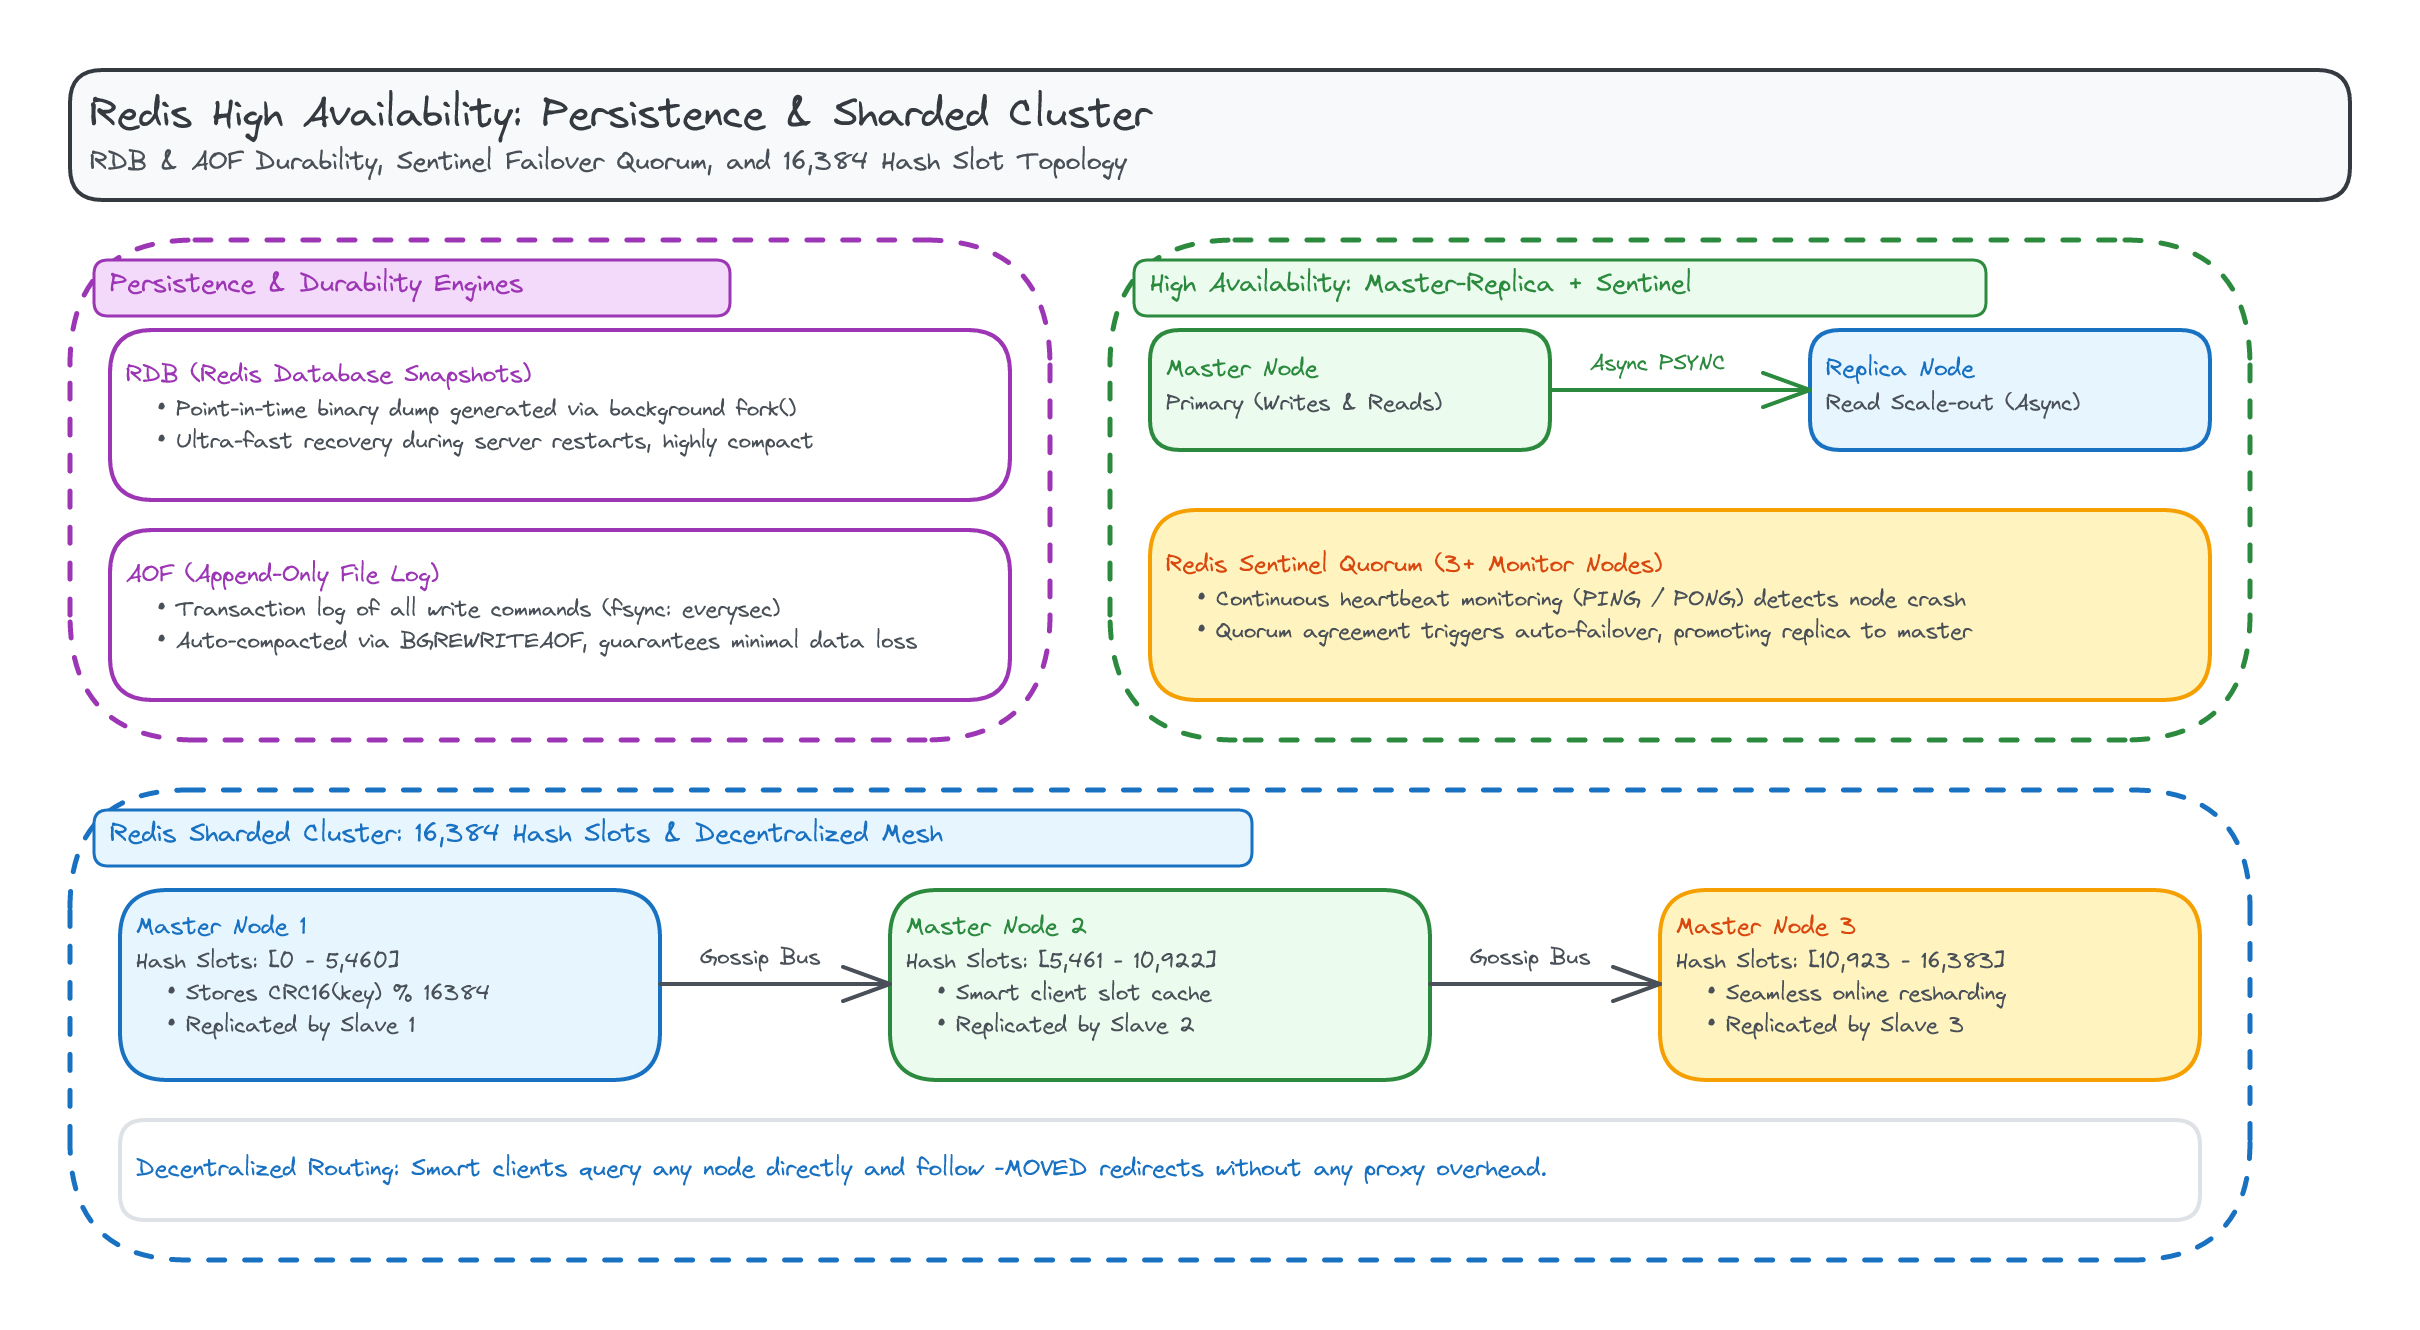 Redis High Availability: Persistence & Sharded Cluster
RDB & AOF Durability, Sentinel Failover Quorum, and 16,384 Hash Slot Topology
Persistence & Durability Engines
RDB (Redis Database Snapshots)
• Point-in-time binary dump generated via background fork()
• Ultra-fast recovery during server restarts, highly compact
AOF (Append-Only File Log)
• Transaction log of all write commands (fsync: everysec)
• Auto-compacted via BGREWRITEAOF, guarantees minimal data loss
High Availability: Master-Replica + Sentinel
Master Node
Primary (Writes & Reads)
Async PSYNC
Replica Node
Read Scale-out (Async)
Redis Sentinel Quorum (3+ Monitor Nodes)
• Continuous heartbeat monitoring (PING / PONG) detects node crash
• Quorum agreement triggers auto-failover, promoting replica to master
Redis Sharded Cluster: 16,384 Hash Slots & Decentralized Mesh
Master Node 1
Hash Slots: [0 - 5,460]
• Stores CRC16(key) % 16384
• Replicated by Slave 1
Gossip Bus
Master Node 2
Hash Slots: [5,461 - 10,922]
• Smart client slot cache
• Replicated by Slave 2
Gossip Bus
Master Node 3
Hash Slots: [10,923 - 16,383]
• Seamless online resharding
• Replicated by Slave 3
Decentralized Routing: Smart clients query any node directly and follow -MOVED redirects without any proxy overhead.